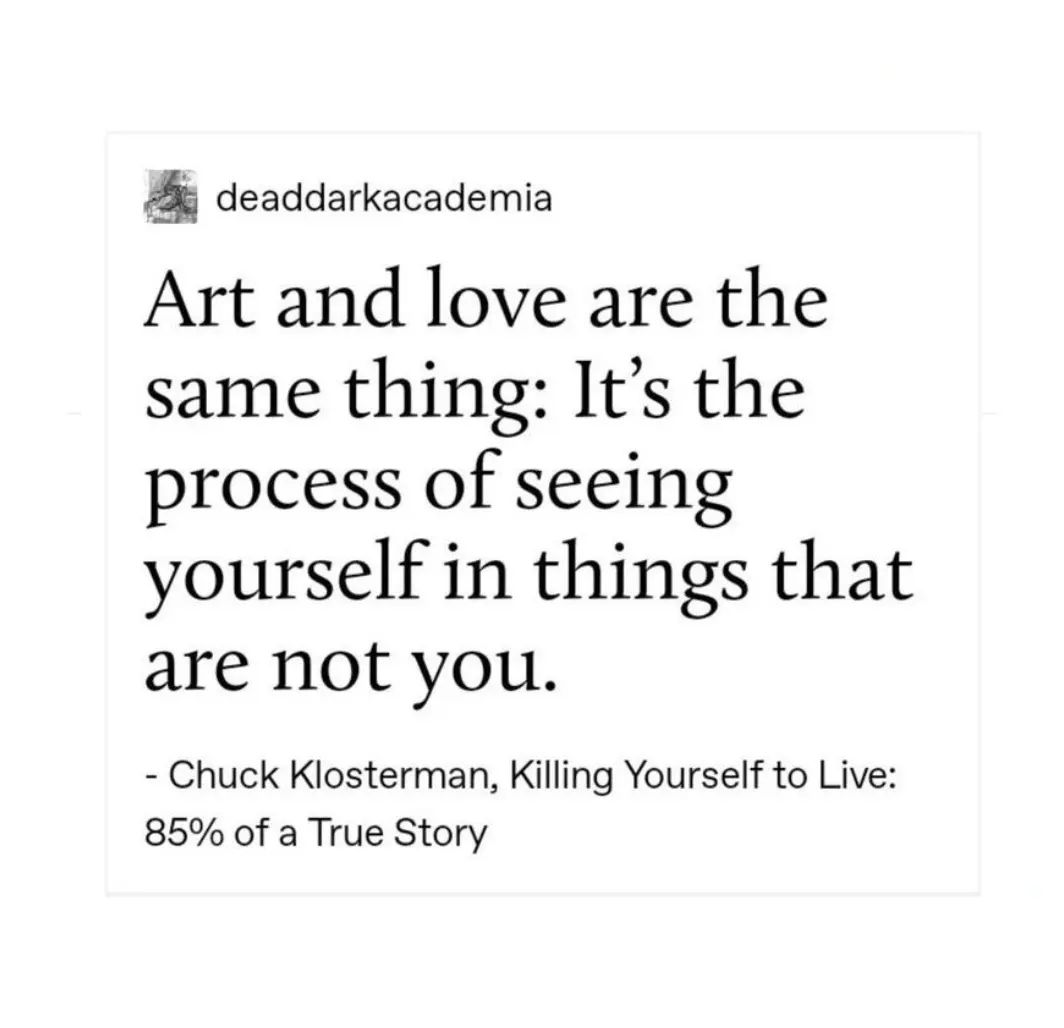 deaddarkacademia
Art and love are the
same thing: It’s the
process of seeing
yourself in things that
are not you.
- Chuck Klosterman, Killing Yourself to Live:
85% of a True Story